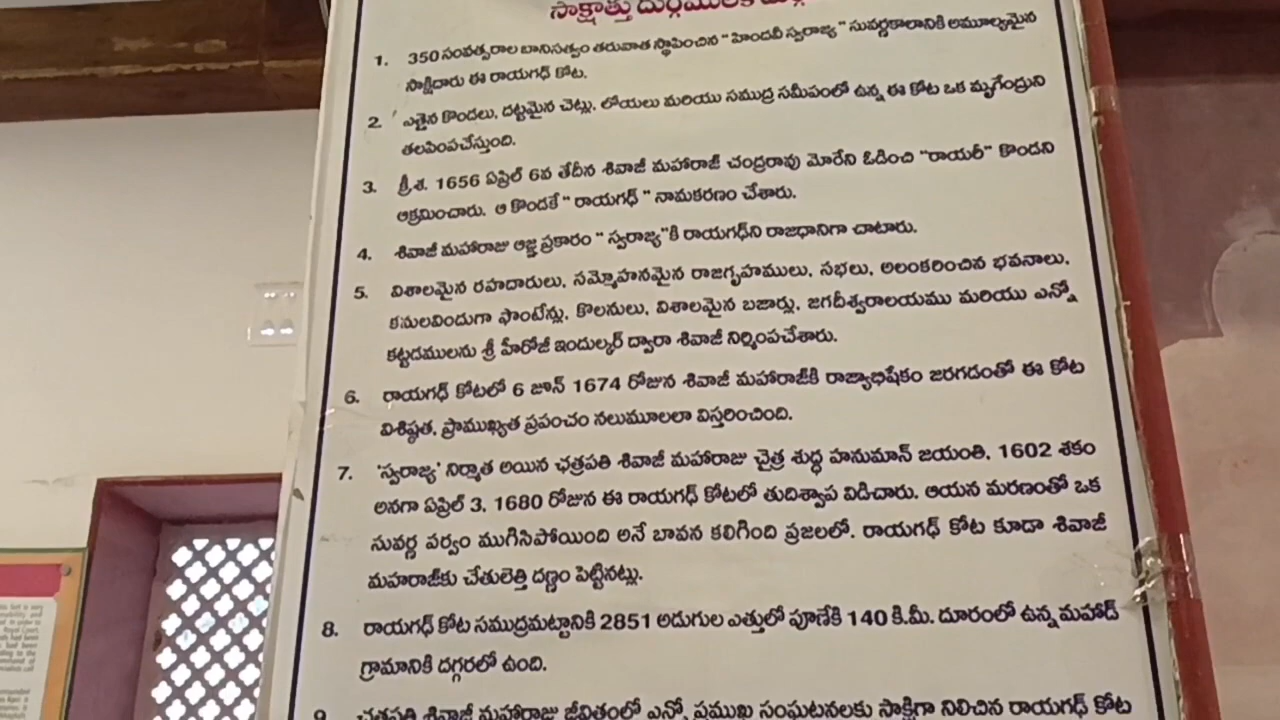 సాక్షాత్తు
1. 350 సంవత్సరాల బానిసత్వం తరువాత స్థాపించిన " హిందవీ స్వరాజ్య " సువర్ణకాలానికి అమూల్యమైన
సాక్షిదారు ఈ రాయగఢ్ కోట.
2. ఎత్తైన కొండలు, దట్టమైన చెట్లు, లోయలు మరియు సముద్ర సమీపంలో ఉన్న ఈ కోట ఒక మృగేంద్రుని
తలపింపచేస్తుంది.
3. క్రీ.శ. 1656 ఏప్రిల్ 6వ తేదీన శివాజీ మహారాజ్ చంద్రరావు మోరేని ఓడించి "రాయరీ" కొండని
ఆక్రమించారు. ఆ కొండకే " రాయగఢ్ " నామకరణం చేశారు.
4. శివాజీ మహారాజు ఆజ్ఞ ప్రకారం " స్వరాజ్య"కి రాయగఢ్‌ని రాజధానిగా చాటారు.
5. విశాలమైన రహదారులు, సమ్మోహనమైన రాజగృహములు, సభలు, అలంకరించిన భవనాలు,
కనులవిందుగా ఫౌంటేన్లు, కొలనులు, విశాలమైన బజార్లు, జగదీశ్వరాలయము మరియు ఎన్నో
కట్టడములను శ్రీ హీరోజీ ఇందుల్కర్ ద్వారా శివాజీ నిర్మింపచేశారు.
6. రాయగఢ్ కోటలో 6 జూన్ 1674 రోజున శివాజీ మహారాజ్‌కి రాజ్యాభిషేకం జరగడంతో ఈ కోట
విశిష్ఠత, ప్రాముఖ్యత ప్రపంచం నలుమూలలా విస్తరించింది.
7. 'స్వరాజ్య' నిర్మాత అయిన ఛత్రపతి శివాజీ మహారాజు చైత్ర శుద్ధ హనుమాన్ జయంతి, 1602 శకం
అనగా ఏప్రిల్ 3, 1680 రోజున ఈ రాయగఢ్ కోటలో తుదిశ్వాస విడిచారు. ఆయన మరణంతో ఒక
సువర్ణ పర్వం ముగిసిపోయింది అనే బావన కలిగింది ప్రజలలో. రాయగఢ్ కోట కూడా శివాజీ
మహరాజ్‌కు చేతులెత్తి దణ్ణం పెట్టినట్లు.
8. రాయగఢ్ కోట సముద్రమట్టానికి 2851 అడుగుల ఎత్తులో పూణేకి 140 కి.మీ. దూరంలో ఉన్న మహాడ్
గ్రామానికి దగ్గరలో ఉంది.
9. ఛత్రపతి శివాజీ మహారాజు జీవితంలో ఎన్నో ప్రముఖ సంఘటనలకు సాక్షిగా నిలిచిన రాయగఢ్ కోట